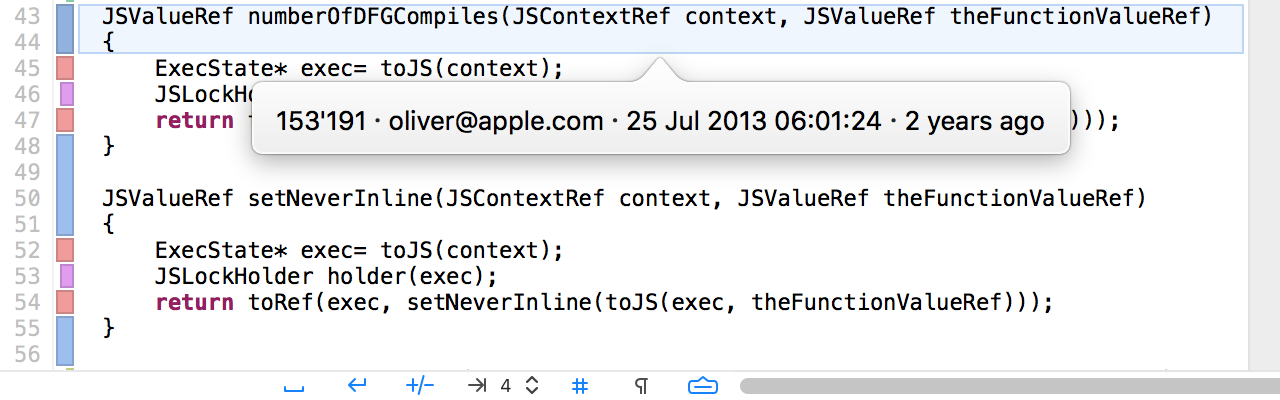 43 JSValueRef numberOfDFGCompiles(JSContextRef context, JSValueRef theFunctionValueRef)
44 {
45 ExecState* exec= toJS(context);
46 JSLockHo
153'191 · oliver@apple.com · 25 Jul 2013 06:01:24 · 2 years ago
47 return )));
48 }
49
50 JSValueRef setNeverInline(JSContextRef context, JSValueRef theFunctionValueRef)
51 {
52 ExecState* exec= toJS(context);
53 JSLockHolder holder(exec);
54 return toRef(exec, setNeverInline(toJS(exec, theFunctionValueRef)));
55 }
56
+/- 4 # ¶